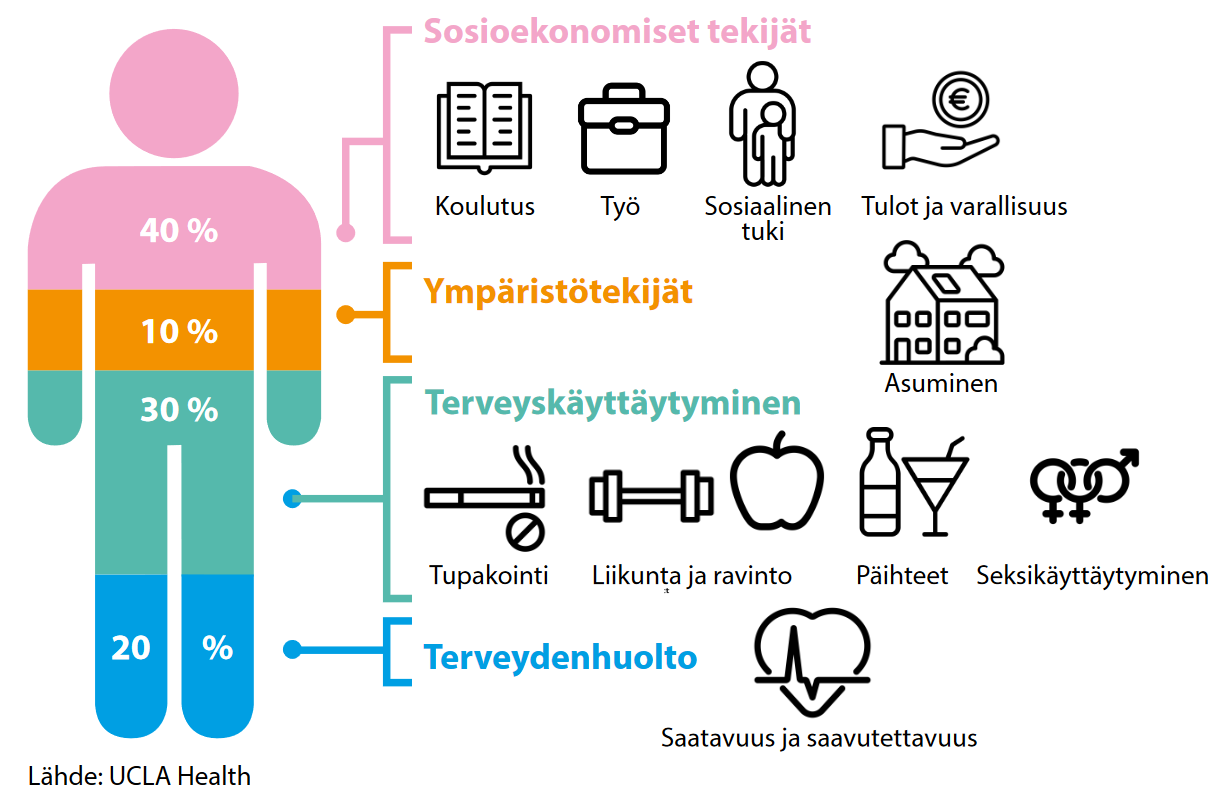 Sosioekonomiset tekijät
Koulutus
Työ
Sosiaalinen
tuki
Tulot ja varallisuus
40 %
Ympäristötekijät
10 %
Asuminen
Terveyskäyttäytyminen
30 %
Tupakointi
Liikunta ja ravinto
Päihteet
Seksikäyttäytyminen
Terveydenhuolto
20 %
Saatavuus ja saavutettavuus
Lähde: UCLA Health